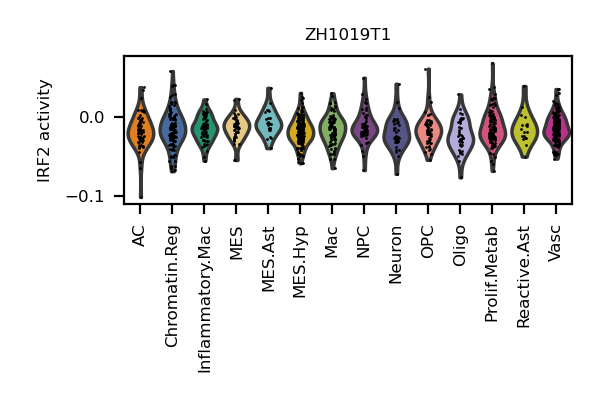 ZH1019T1
IRF2 activity
0.0
−0.1
AC
Chromatin.Reg
Inflammatory.Mac
MES
MES.Ast
MES.Hyp
Mac
NPC
Neuron
OPC
Oligo
Prolif.Metab
Reactive.Ast
Vasc